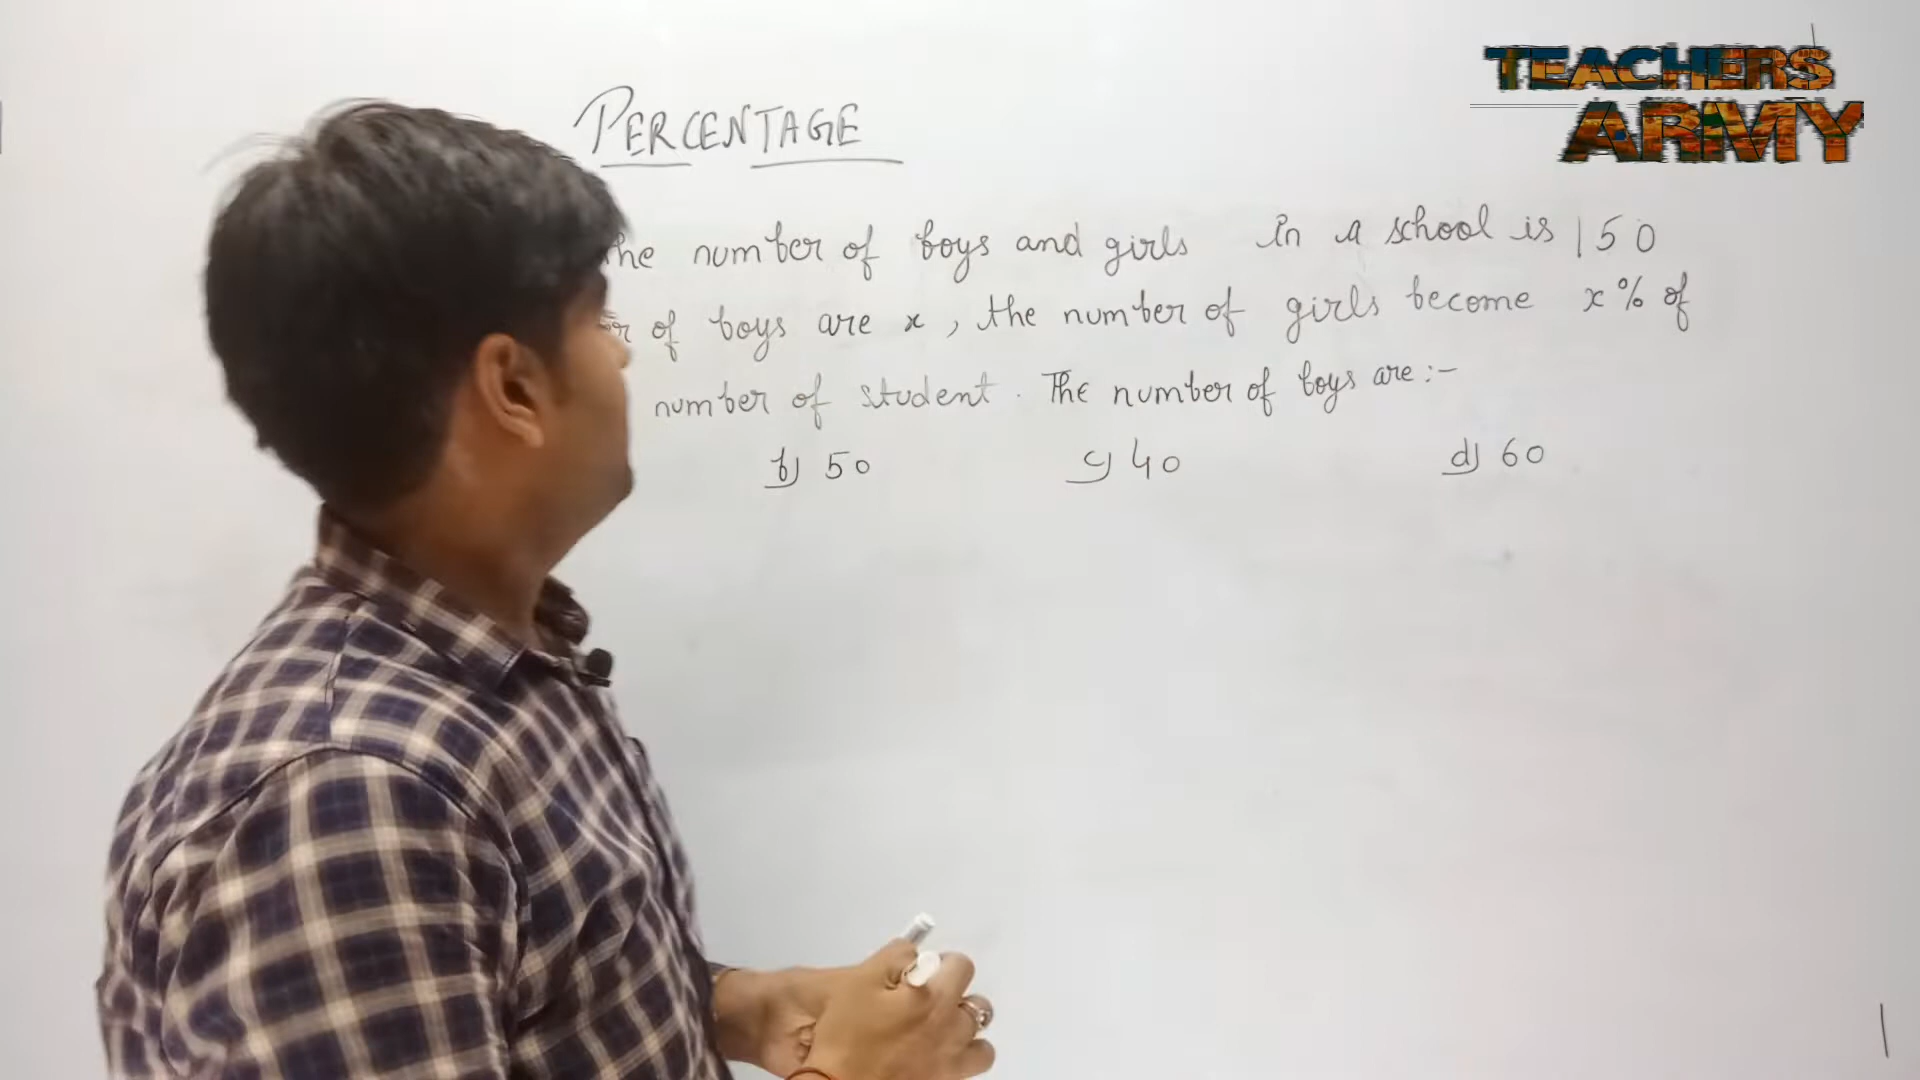 TEACHERS
ARMY
PERCENTAGE
he number of boys and girls in a school is 150
of boys are x, the number of girls become x% of
number of student. The number of boys are :-
b) 50 c) 40 d) 60